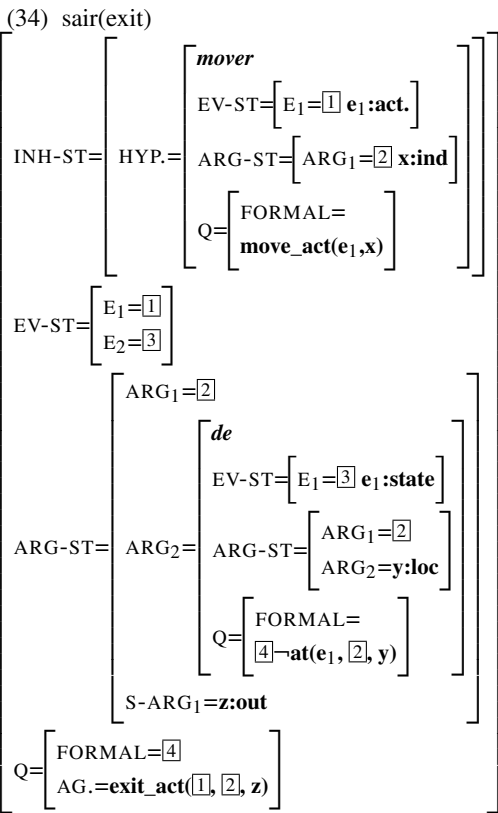 (34) sair(exit)
mover
EV-ST=[E₁=1 e₁:act.]
INH-ST=[HYP.=
ARG-ST=[ARG₁=2 x:ind]
Q=[FORMAL=
move_act(e₁,x)]
EV-ST=[E₁=1
E₂=3]
ARG₁=2
de
EV-ST=[E₁=3 e₁:state]
ARG-ST=[ARG₂=
ARG-ST=[ARG₁=2
ARG₂=y:loc]
Q=[FORMAL=
4¬at(e₁, 2, y)]
S-ARG₁=z:out
Q=[FORMAL=4
AG.=exit_act(1, 2, z)]